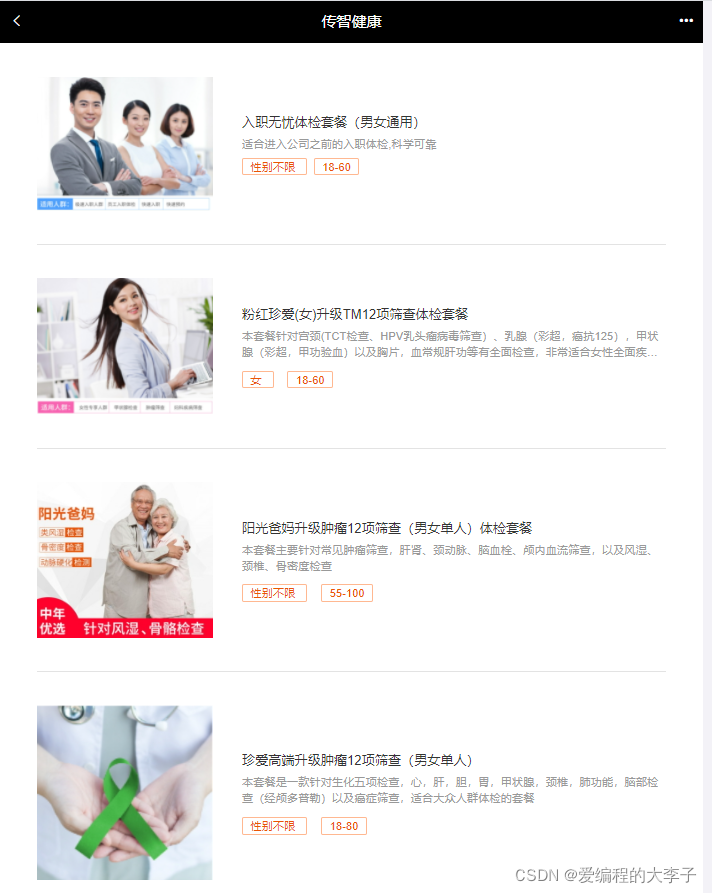 传智健康
入职无忧体检套餐（男女通用）
适合进入公司之前的入职体检,科学可靠
性别不限 18-60
适用人群：
粉红珍爱(女)升级TM12项筛查体检套餐
本套餐针对宫颈(TCT检查、HPV乳头瘤病毒筛查）、乳腺（彩超，癌抗125），甲状
腺（彩超，甲功验血）以及胸片，血常规肝功等有全面检查，非常适合女性全面疾...
女 18-60
适用人群：
阳光爸妈
类风湿 检查
骨密度 检查
动脉硬化 检测
中年
优选 针对风湿、骨骼检查
阳光爸妈升级肿瘤12项筛查（男女单人）体检套餐
本套餐主要针对常见肿瘤筛查，肝肾、颈动脉、脑血栓、颅内血流筛查，以及风湿、
颈椎、骨密度检查
性别不限 55-100
珍爱高端升级肿瘤12项筛查（男女单人）
本套餐是一款针对生化五项检查，心，肝，胆，胃，甲状腺，颈椎，肺功能，脑部检
查（经颅多普勒）以及癌症筛查，适合大众人群体检的套餐
性别不限 18-80
CSDN @爱编程的大李子